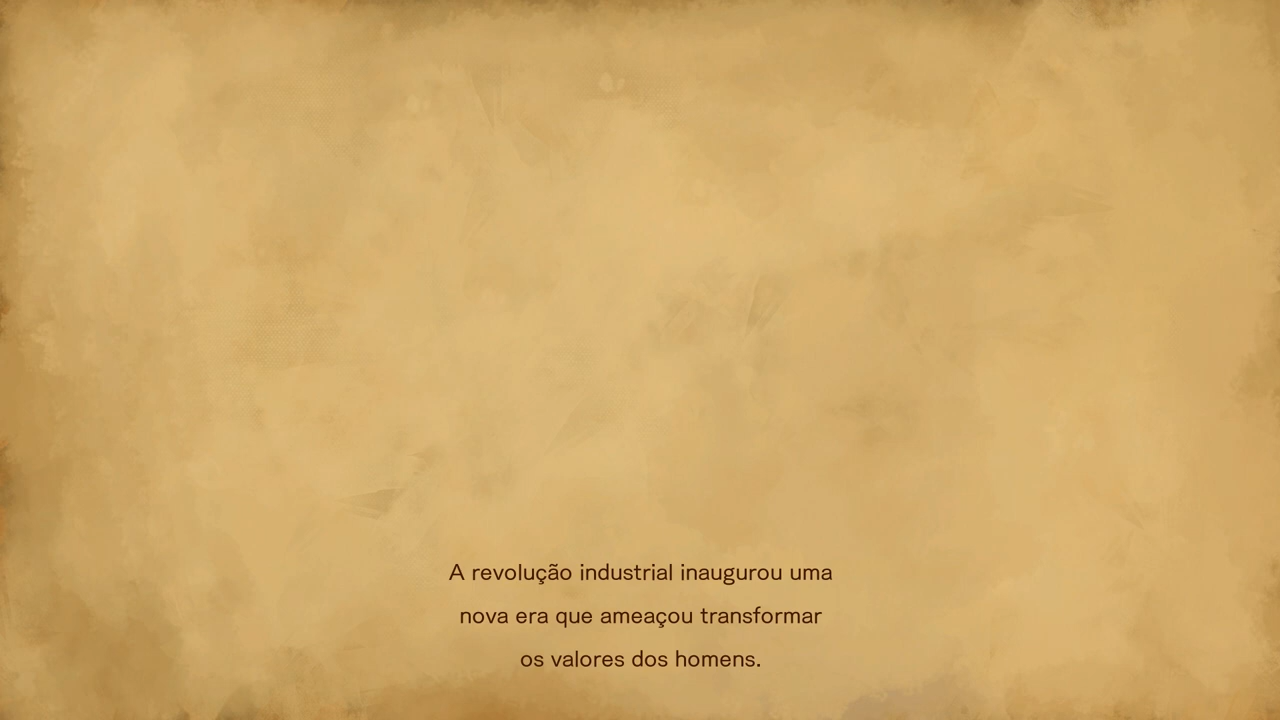 A revolução industrial inaugurou uma
nova era que ameaçou transformar
os valores dos homens.